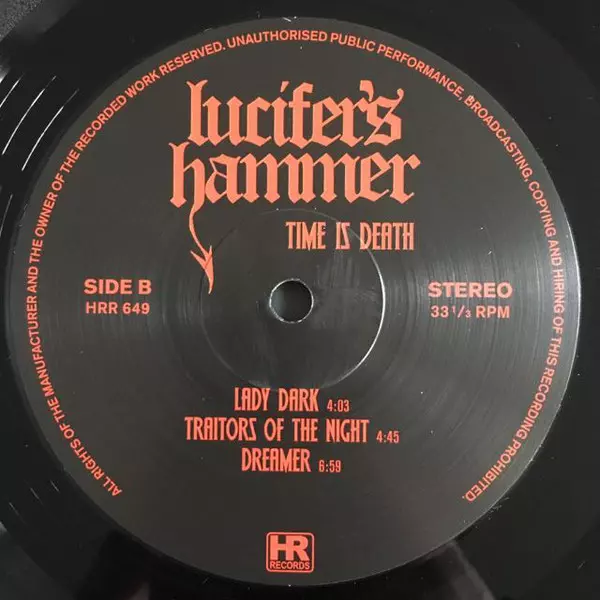 ALL RIGHTS OF THE MANUFACTURER AND THE OWNER OF THE RECORDED WORK RESERVED. UNAUTHORISED PUBLIC PERFORMANCE, BROADCASTING, COPYING AND HIRING OF THIS RECORDING PROHIBITED.
lucifer's
hammer
TIME IS DEATH
SIDE B
HRR 649
STEREO
33 1/3 RPM
LADY DARK 4:03
TRAITORS OF THE NIGHT 4:45
DREAMER 6:59
HR
RECORDS